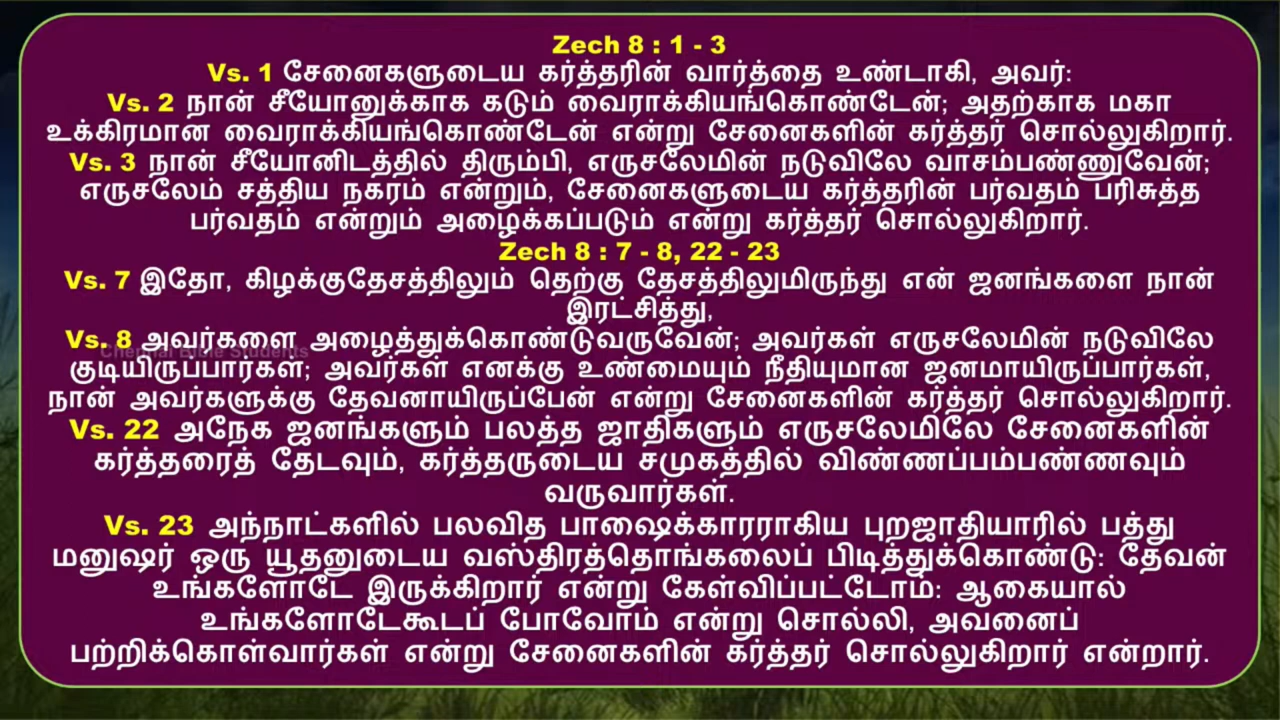 Zech 8 : 1 - 3
Vs. 1 சேனைகளுடைய கர்த்தரின் வார்த்தை உண்டாகி, அவர்:
Vs. 2 நான் சீயோனுக்காக கடும் வைராக்கியங்கொண்டேன்; அதற்காக மகா
உக்கிரமான வைராக்கியங்கொண்டேன் என்று சேனைகளின் கர்த்தர் சொல்லுகிறார்.
Vs. 3 நான் சீயோனிடத்தில் திரும்பி, எருசலேமின் நடுவிலே வாசம்பண்ணுவேன்;
எருசலேம் சத்திய நகரம் என்றும், சேனைகளுடைய கர்த்தரின் பர்வதம் பரிசுத்த
பர்வதம் என்றும் அழைக்கப்படும் என்று கர்த்தர் சொல்லுகிறார்.
Zech 8 : 7 - 8, 22 - 23
Vs. 7 இதோ, கிழக்குதேசத்திலும் தெற்கு தேசத்திலுமிருந்து என் ஜனங்களை நான்
இரட்சித்து,
Vs. 8 அவர்களை அழைத்துக்கொண்டுவருவேன்; அவர்கள் எருசலேமின் நடுவிலே
Chennai Bible Students
குடியிருப்பார்கள்; அவர்கள் எனக்கு உண்மையும் நீதியுமான ஜனமாயிருப்பார்கள்,
நான் அவர்களுக்கு தேவனாயிருப்பேன் என்று சேனைகளின் கர்த்தர் சொல்லுகிறார்.
Vs. 22 அநேக ஜனங்களும் பலத்த ஜாதிகளும் எருசலேமிலே சேனைகளின்
கர்த்தரைத் தேடவும், கர்த்தருடைய சமுகத்தில் விண்ணப்பம்பண்ணவும்
வருவார்கள்.
Vs. 23 அந்நாட்களில் பலவித பாஷைக்காரராகிய புறஜாதியாரில் பத்து
மனுஷர் ஒரு யூதனுடைய வஸ்திரத்தொங்கலைப் பிடித்துக்கொண்டு: தேவன்
உங்களோடே இருக்கிறார் என்று கேள்விப்பட்டோம்: ஆகையால்
உங்களோடேகூடப் போவோம் என்று சொல்லி, அவனைப்
பற்றிக்கொள்வார்கள் என்று சேனைகளின் கர்த்தர் சொல்லுகிறார் என்றார்.